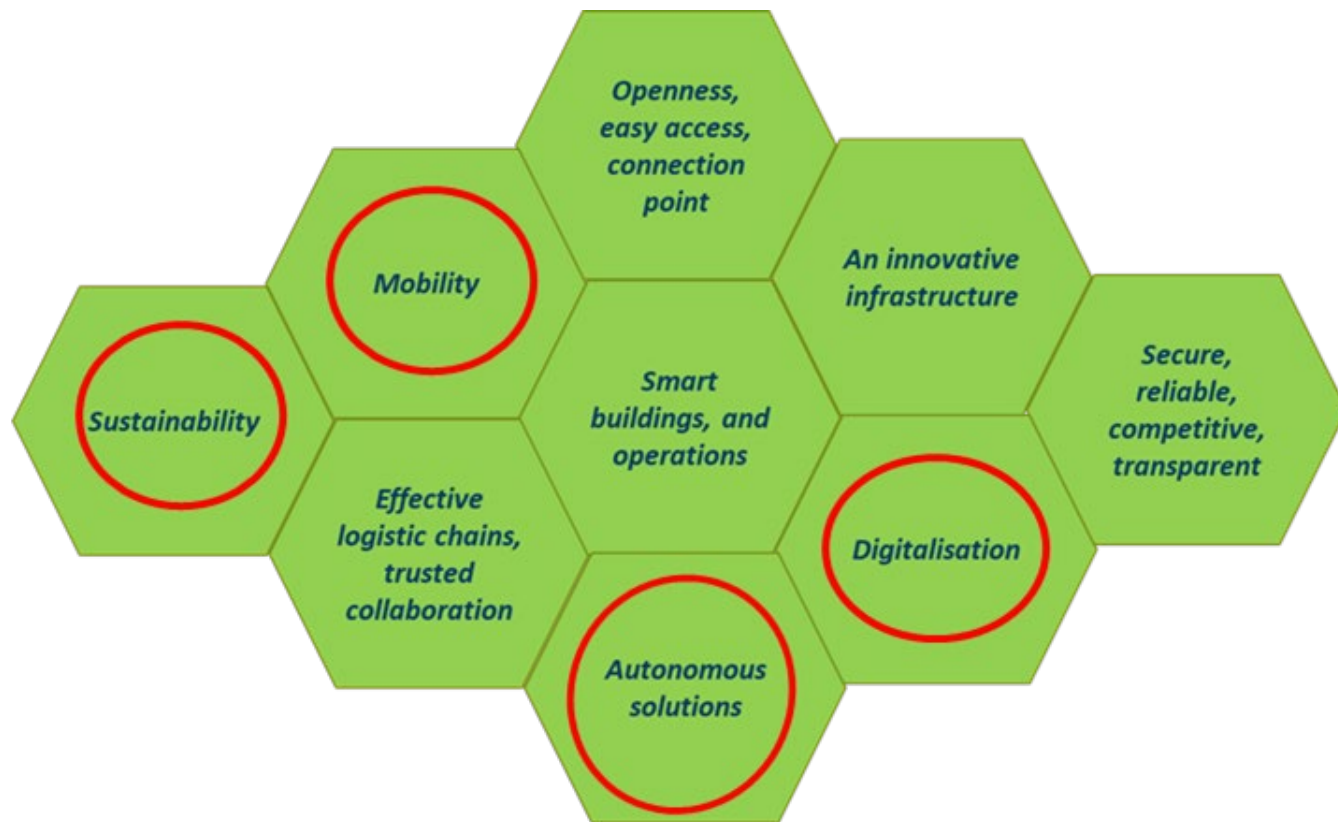 Openness,
easy access,
connection
point
Mobility
An innovative
infrastructure
Sustainability
Smart
buildings, and
operations
Secure,
reliable,
competitive,
transparent
Effective
logistic chains,
trusted
collaboration
Digitalisation
Autonomous
solutions